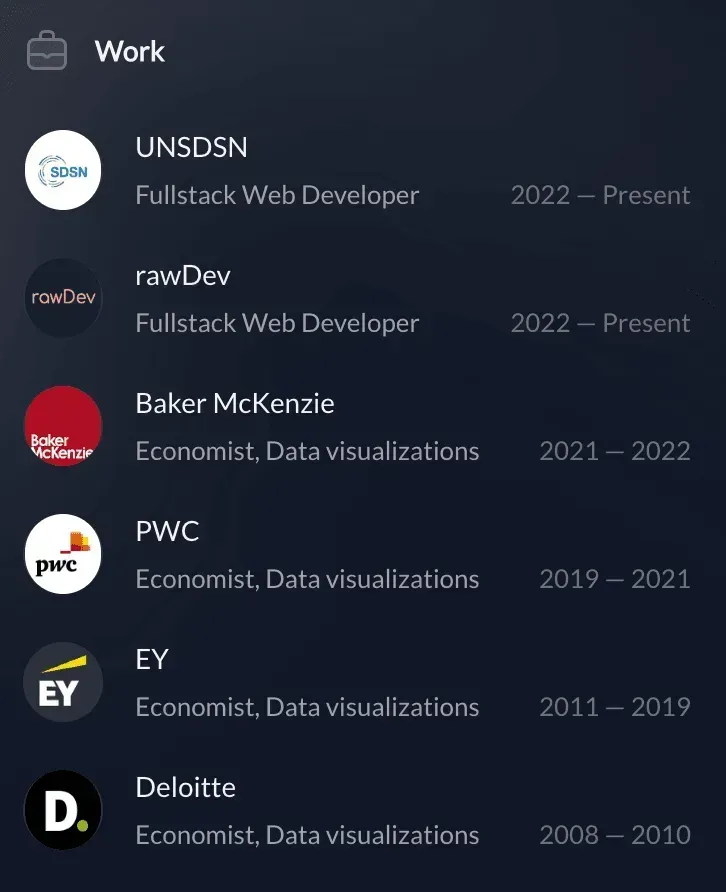 Work
SDSN
UNSDSN
Fullstack Web Developer 2022 — Present
rawDev
rawDev
Fullstack Web Developer 2022 — Present
Baker
McKenzie
Baker McKenzie
Economist, Data visualizations 2021 — 2022
pwc
PWC
Economist, Data visualizations 2019 — 2021
EY
EY
Economist, Data visualizations 2011 — 2019
D.
Deloitte
Economist, Data visualizations 2008 — 2010